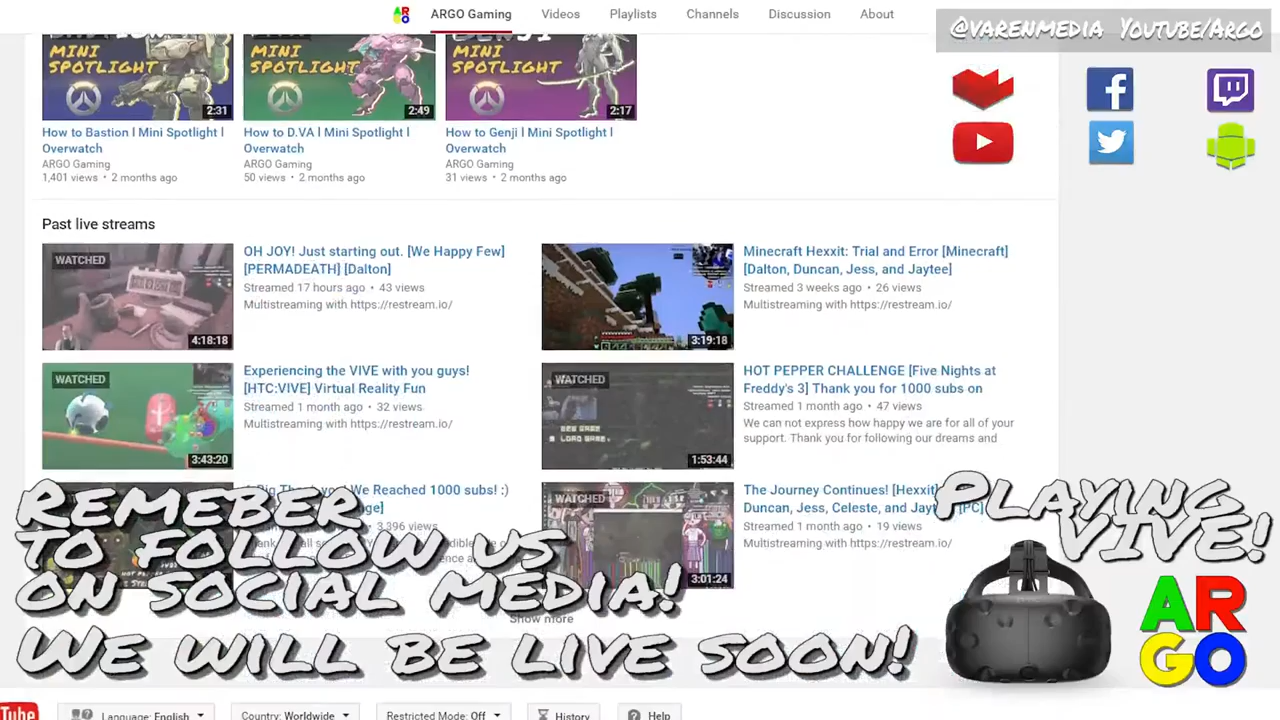 ARGO Gaming Videos Playlists Channels Discussion About
@varenmedia Youtube/Argo
MINI SPOTLIGHT
2:31
MINI SPOTLIGHT
2:49
MINI SPOTLIGHT
2:17
How to Bastion l Mini Spotlight l
Overwatch
ARGO Gaming
1,401 views • 2 months ago
How to D.VA l Mini Spotlight l
Overwatch
ARGO Gaming
50 views • 2 months ago
How to Genji l Mini Spotlight l
Overwatch
ARGO Gaming
31 views • 2 months ago
Past live streams
WATCHED
4:18:18
OH JOY! Just starting out. [We Happy Few]
[PERMADEATH] [Dalton]
Streamed 17 hours ago • 43 views
Multistreaming with https://restream.io/
3:19:18
Minecraft Hexxit: Trial and Error [Minecraft]
[Dalton, Duncan, Jess, and Jaytee]
Streamed 3 weeks ago • 26 views
Multistreaming with https://restream.io/
WATCHED
3:43:20
Experiencing the VIVE with you guys!
[HTC:VIVE] Virtual Reality Fun
Streamed 1 month ago • 32 views
Multistreaming with https://restream.io/
WATCHED
NEW GAME
LOAD GAME
1:53:44
HOT PEPPER CHALLENGE [Five Nights at
Freddy's 3] Thank you for 1000 subs on
Streamed 1 month ago • 47 views
We can not express how happy we are for all of your
support. Thank you for following our dreams and
We Reached 1000 subs! :)
3,396 views
WATCHED
3:01:24
The Journey Continues! [Hexxit]
Duncan, Jess, Celeste, and [PC]
Streamed 1 month ago • 19 views
Multistreaming with https://restream.io/
Show more
Remeber
to follow us
on social media!
We will be live soon!
Playing
VIVE!
ARGO
Tube
Language: English
Country: Worldwide
Restricted Mode: Off
History
Help